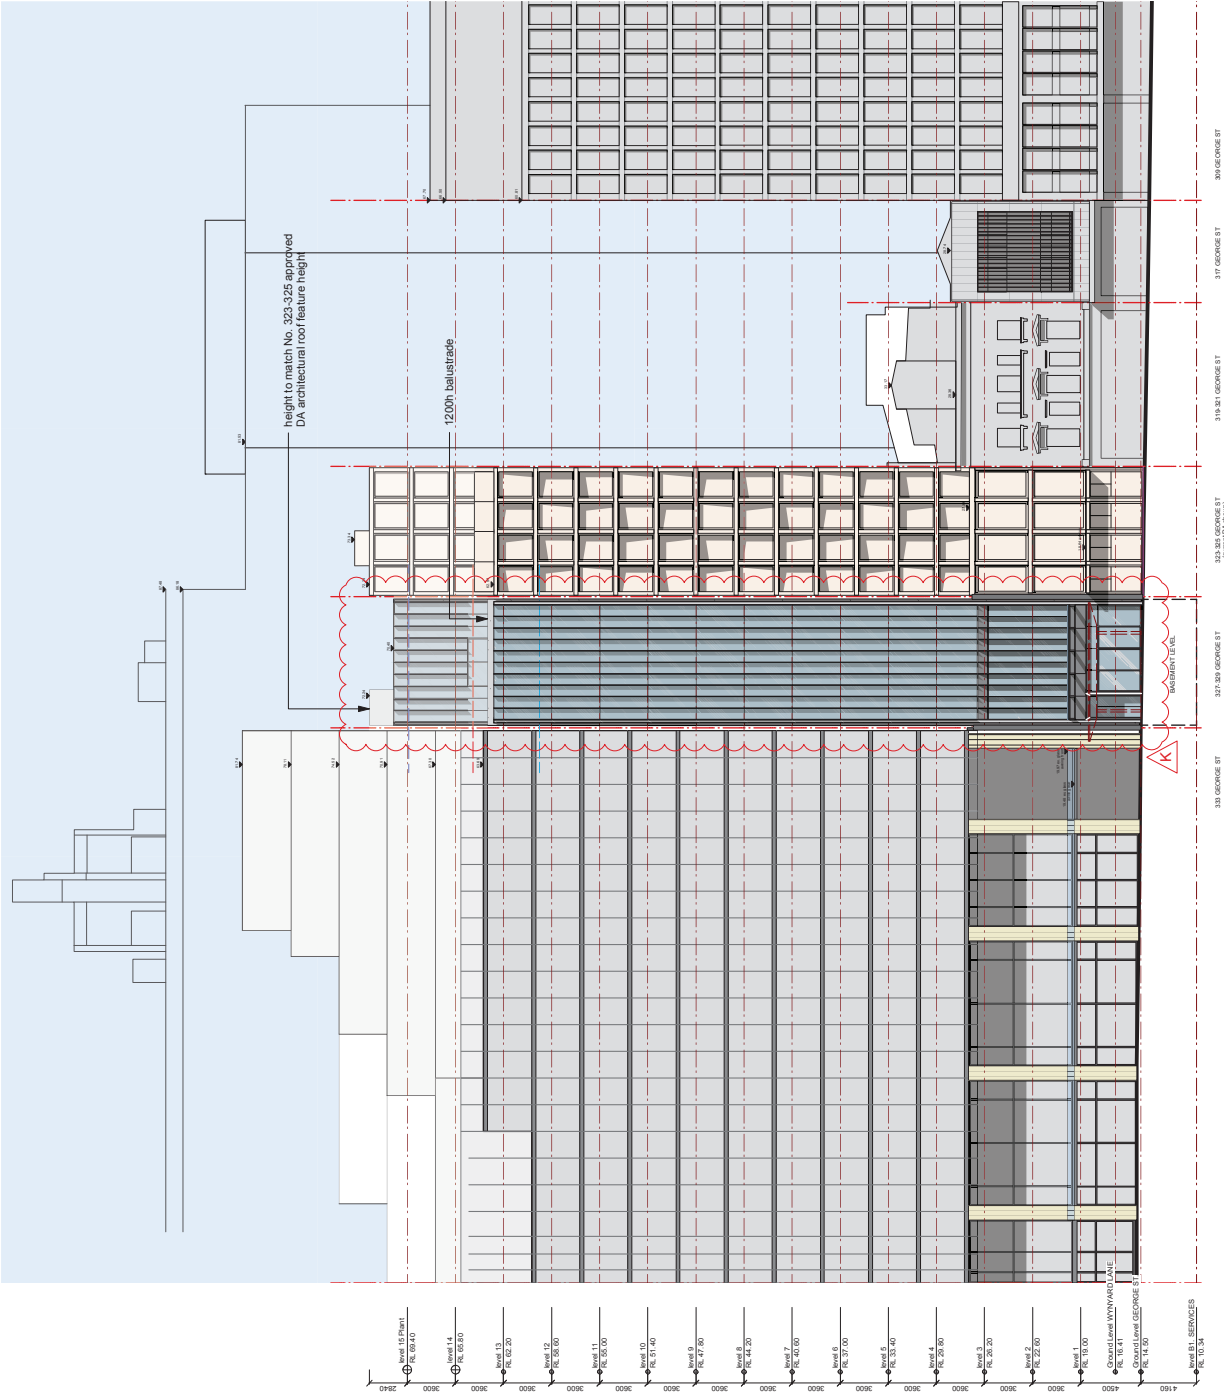 height to match No. 323-325 approved
DA architectural roof feature height
1200h balustrade
BASEMENT LEVEL
K
333 GEORGE ST
327-329 GEORGE ST
323-325 GEORGE ST
319-321 GEORGE ST
317 GEORGE ST
309 GEORGE ST
level 15 Plant
RL 69.40
level 14
RL 65.80
level 13
RL 62.20
level 12
RL 58.60
level 11
RL 55.00
level 10
RL 51.40
level 9
RL 47.80
level 8
RL 44.20
level 7
RL 40.60
level 6
RL 37.00
level 5
RL 33.40
level 4
RL 29.80
level 3
RL 26.20
level 2
RL 22.60
level 1
RL 19.00
Ground Level WYNYARD LANE
RL 16.41
Ground Level GEORGE ST
RL 14.50
level B1. SERVICES
RL 10.34
2840
3600
3600
3600
3600
3600
3600
3600
3600
3600
3600
3600
3600
3600
3600
4500
4160